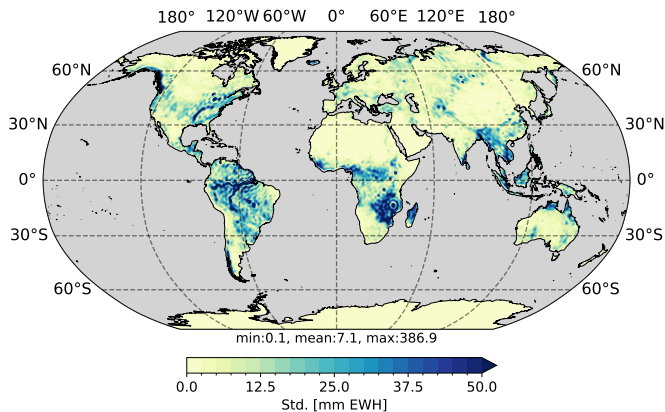 180° 120°W 60°W 0° 60°E 120°E 180°
60°N 60°N
30°N 30°N
0° 0°
30°S 30°S
60°S 60°S
min:0.1, mean:7.1, max:386.9
0.0 12.5 25.0 37.5 50.0
Std. [mm EWH]